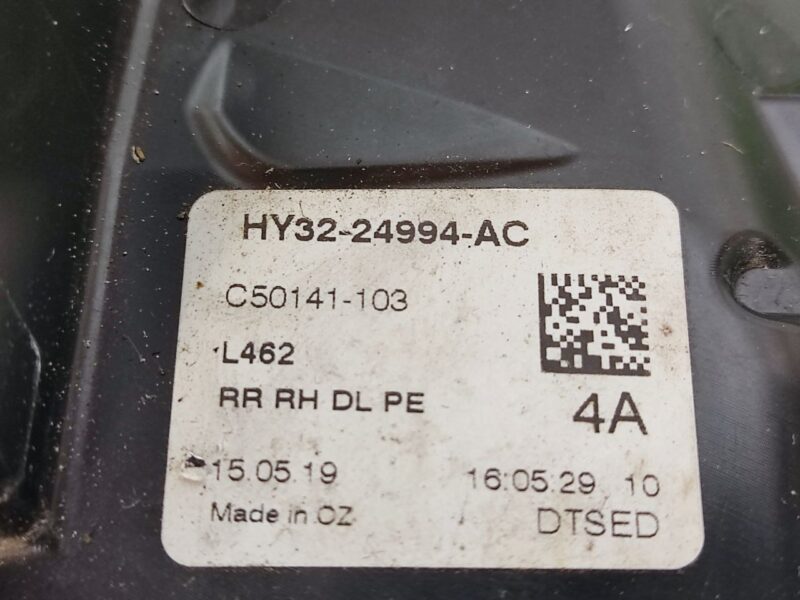 HY32-24994-AC
C50141-103
L462
RR RH DL PE
4A
15.05.19 16:05:29 10
Made in CZ DTSED